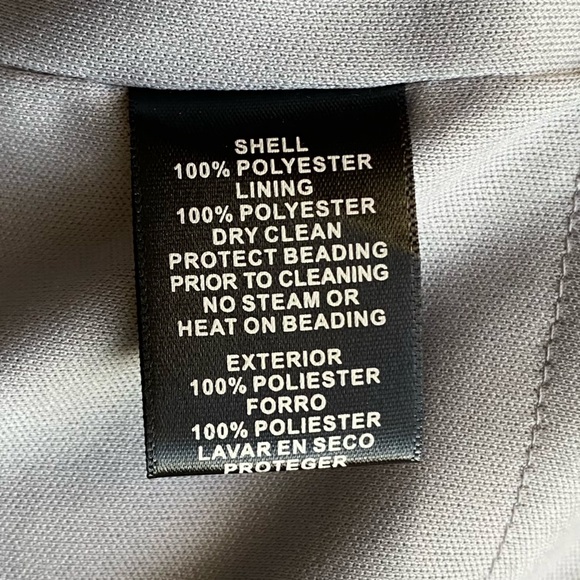 SHELL
100% POLYESTER
LINING
100% POLYESTER
DRY CLEAN
PROTECT BEADING
PRIOR TO CLEANING
NO STEAM OR
HEAT ON BEADING
EXTERIOR
100% POLIESTER
FORRO
100% POLIESTER
LAVAR EN SECO
PROTEGER